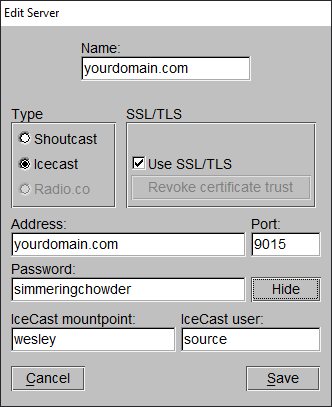 Edit Server
Name:
yourdomain.com
Type
SSL/TLS
Shoutcast
Icecast
Use SSL/TLS
Radio.co
Revoke certificate trust
Address:
Port:
yourdomain.com
9015
Password:
simmeringchowder
Hide
IceCast mountpoint:
IceCast user:
wesley
source
Cancel
Save